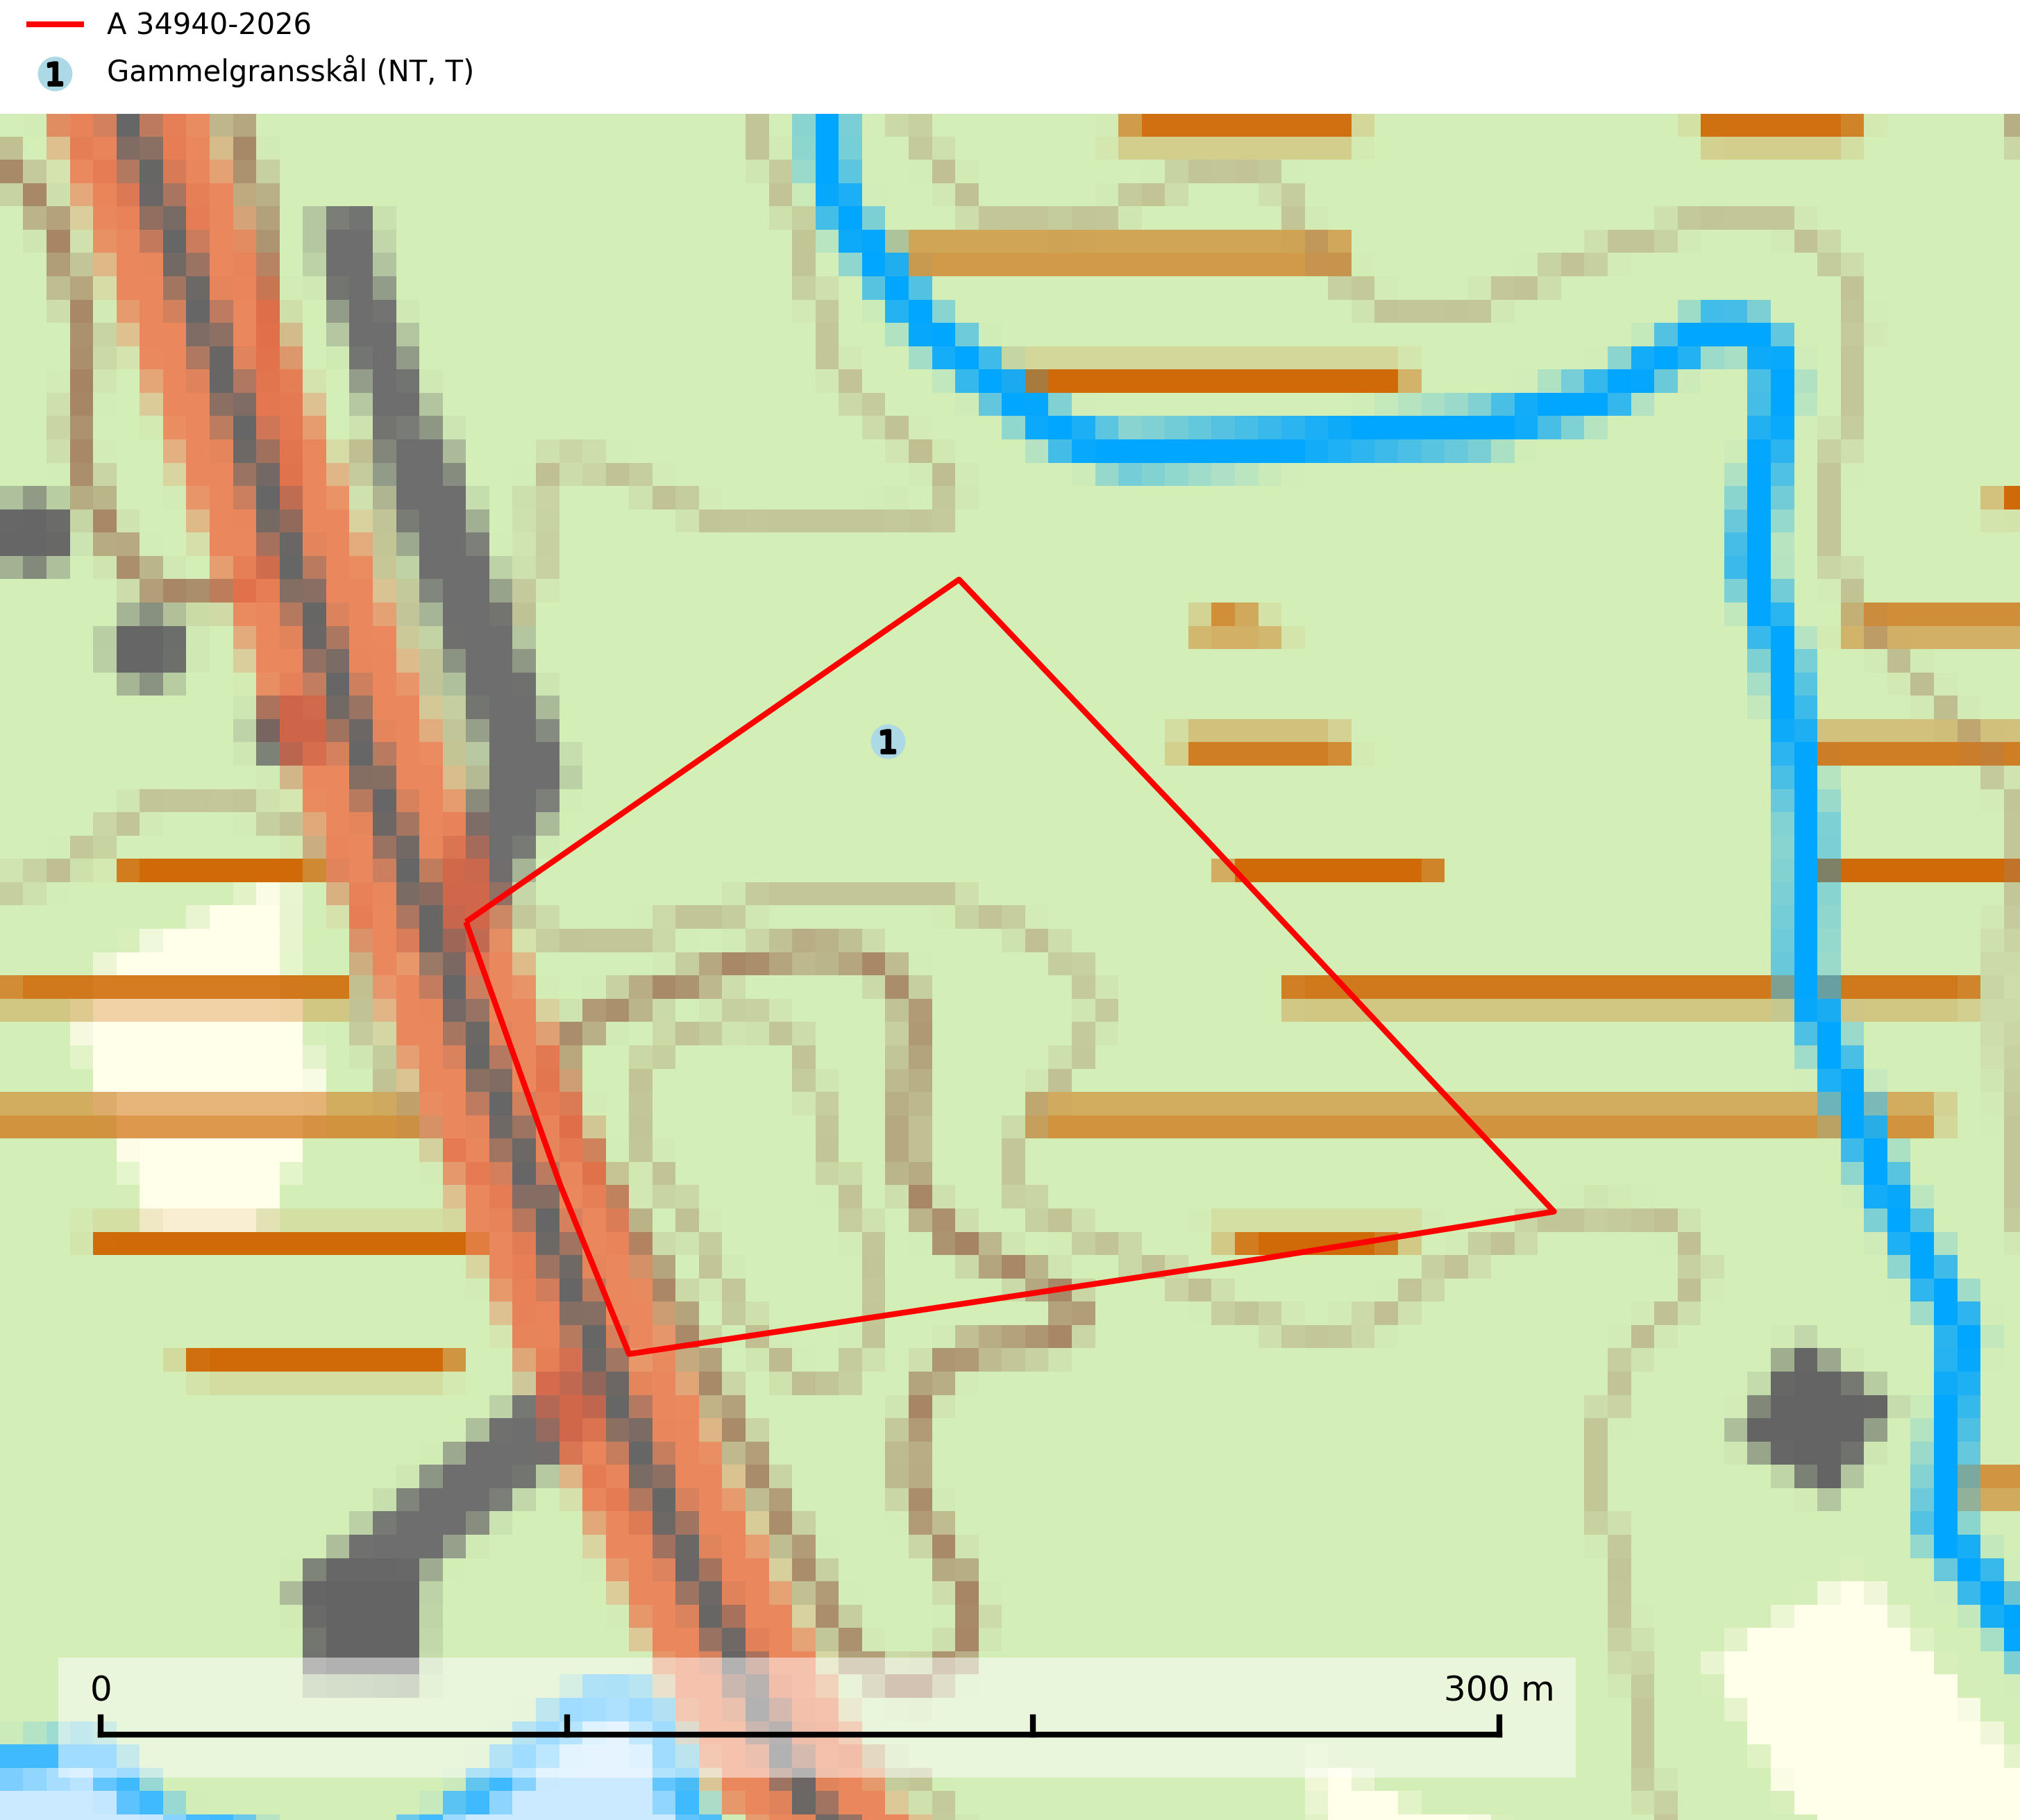 A 34940-2026
1 Gammelgransskål (NT, T)
1
0 300 m